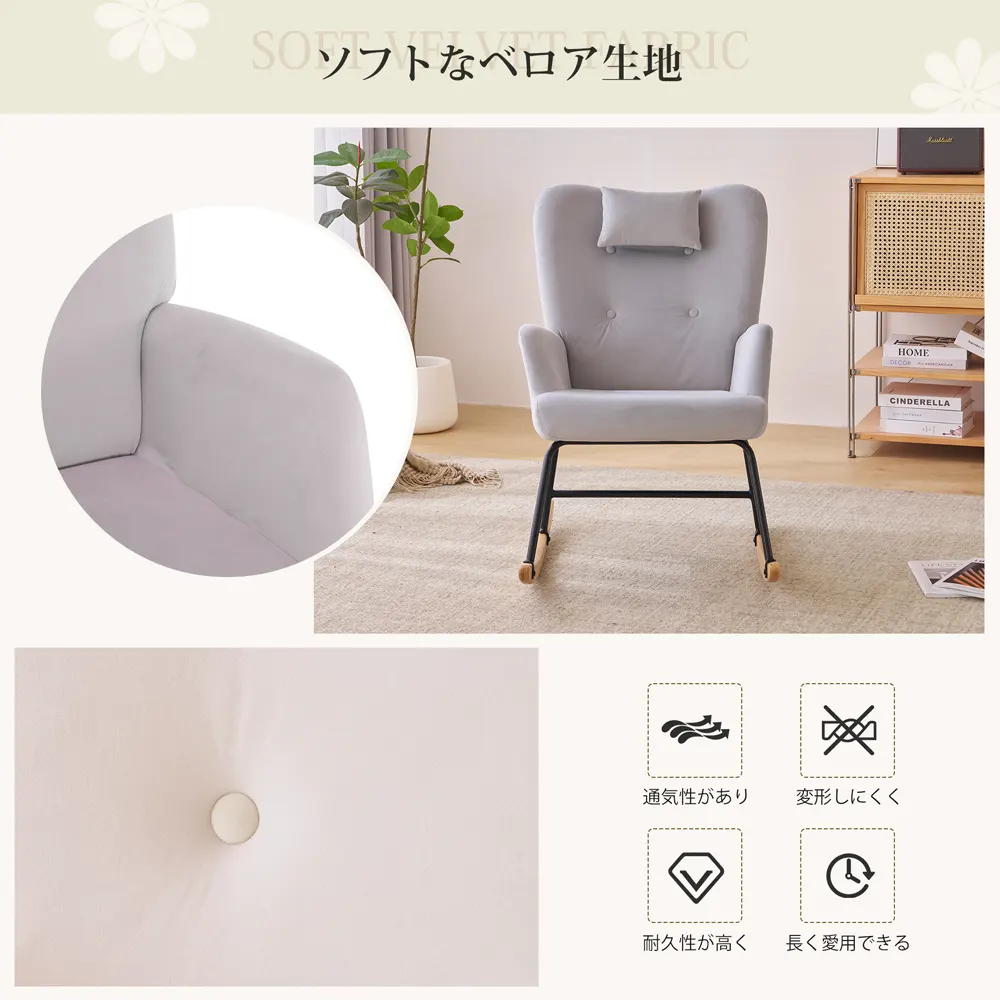 SOFT VELVET FABRIC
ソフトなベロア生地
Marshall
HOME
DECOR
CINDERELLA
通気性があり
変形しにくく
耐久性が高く
長く愛用できる